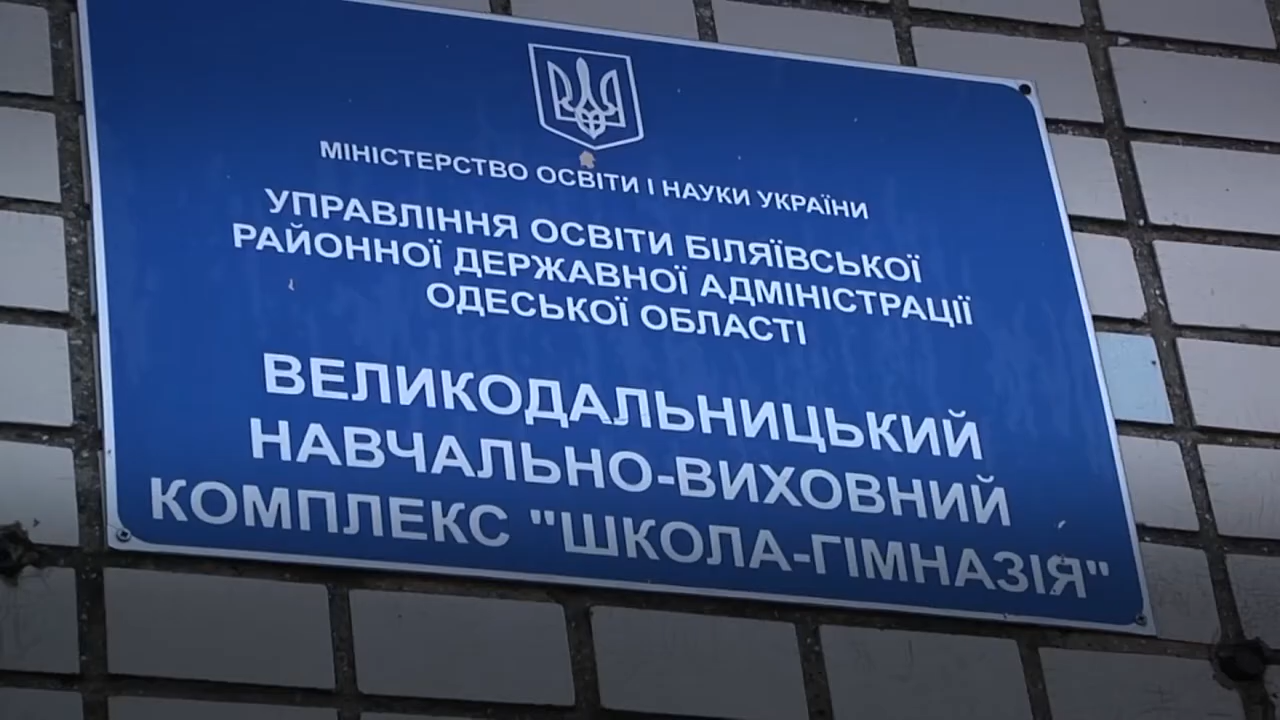 МІНІСТЕРСТВО ОСВІТИ І НАУКИ УКРАЇНИ
УПРАВЛІННЯ ОСВІТИ БІЛЯЇВСЬКОЇ
РАЙОННОЇ ДЕРЖАВНОЇ АДМІНІСТРАЦІЇ
ОДЕСЬКОЇ ОБЛАСТІ
ВЕЛИКОДАЛЬНИЦЬКИЙ
НАВЧАЛЬНО-ВИХОВНИЙ
КОМПЛЕКС "ШКОЛА-ГІМНАЗІЯ"